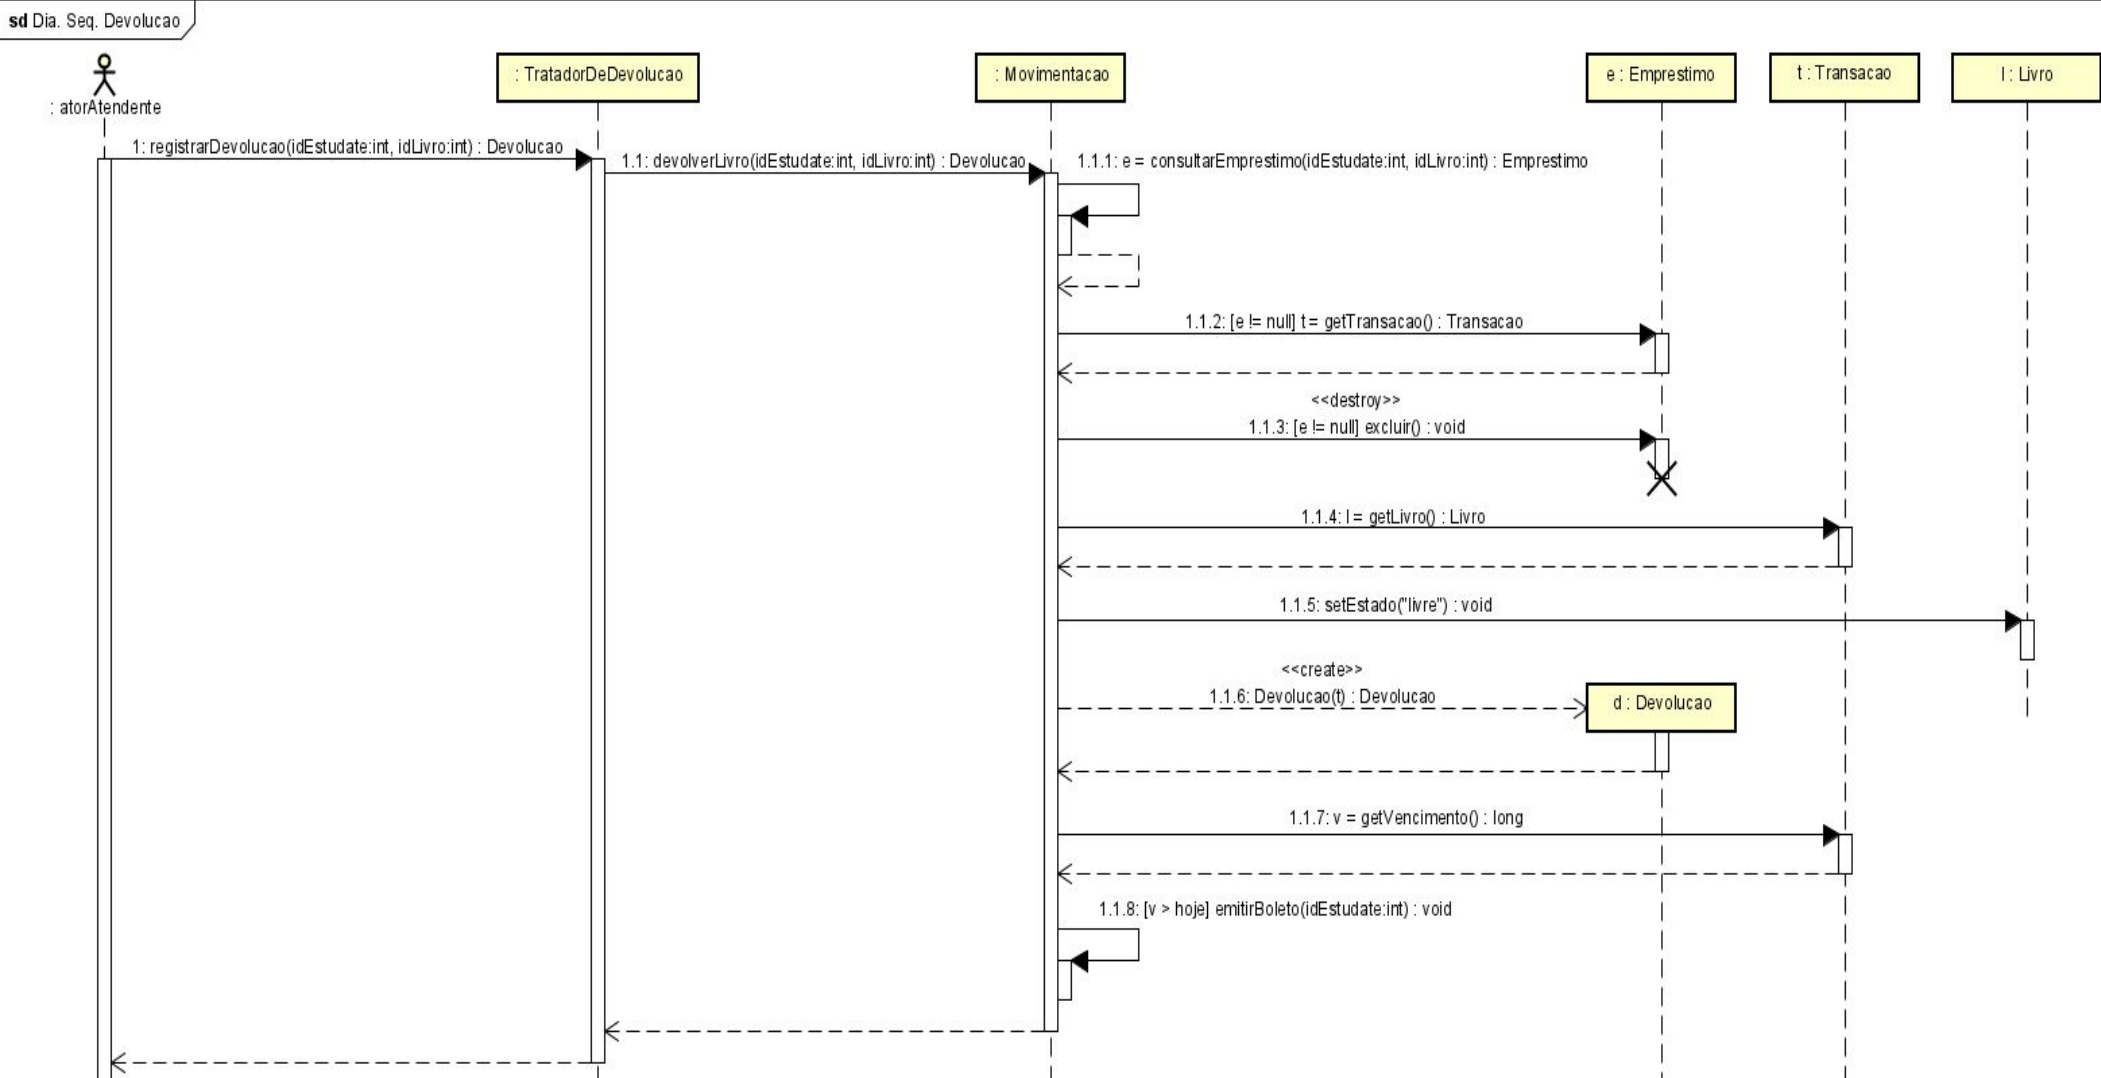 sd Dia. Seq. Devolucao
: atorAtendente
: TratadorDeDevolucao
: Movimentacao
e : Emprestimo
t : Transacao
l : Livro
1: registrarDevolucao(idEstudate:int, idLivro:int) : Devolucao
1.1: devolverLivro(idEstudate:int, idLivro:int) : Devolucao
1.1.1: e = consultarEmprestimo(idEstudate:int, idLivro:int) : Emprestimo
1.1.2: [e != null] t = getTransacao() : Transacao
<<destroy>>
1.1.3: [e != null] excluir() : void
1.1.4: l = getLivro() : Livro
1.1.5: setEstado("livre") : void
<<create>>
1.1.6: Devolucao(t) : Devolucao
d : Devolucao
1.1.7: v = getVencimento() : long
1.1.8: [v > hoje] emitirBoleto(idEstudate:int) : void